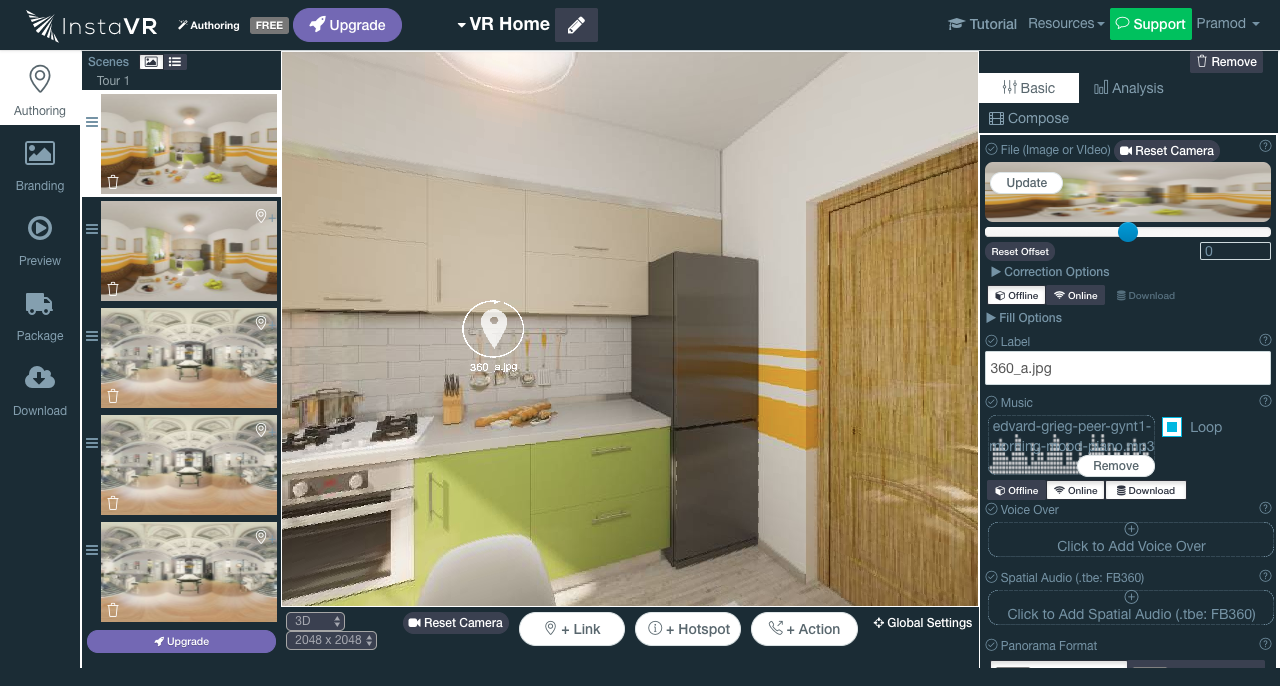 InstaVR
Authoring
FREE
Upgrade
VR Home
Tutorial
Resources
Support
Pramod
Authoring
Branding
Preview
Package
Download
Scenes
Tour 1
Upgrade
360_a.jpg
3D
2048 x 2048
Reset Camera
+ Link
+ Hotspot
+ Action
Global Settings
Remove
Basic
Analysis
Compose
File (Image or VIdeo)
Reset Camera
Update
Reset Offset
0
Correction Options
Offline
Online
Download
Fill Options
Label
360_a.jpg
Music
edvard-grieg-peer-gynt1-
morning-mood-piano.mp3
Loop
Remove
Offline
Online
Download
Voice Over
Click to Add Voice Over
Spatial Audio (.tbe: FB360)
Click to Add Spatial Audio (.tbe: FB360)
Panorama Format